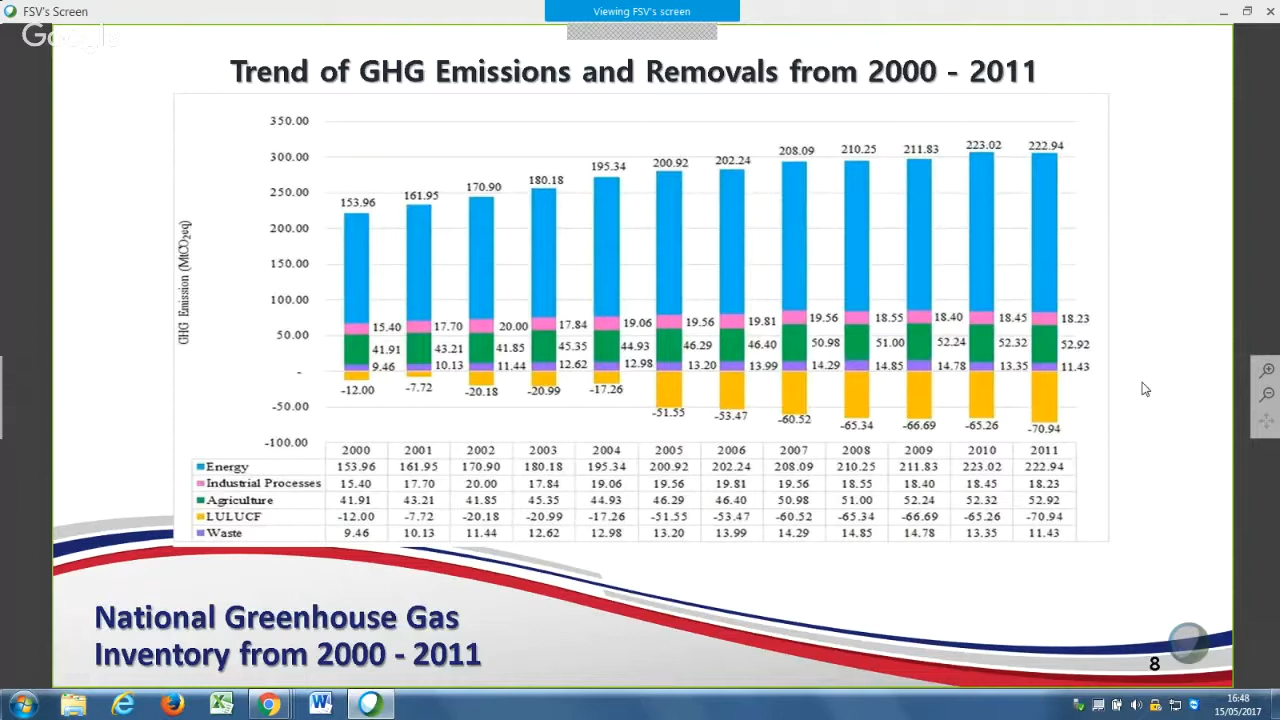 FSV's Screen
Viewing FSV's screen
Google
Trend of GHG Emissions and Removals from 2000 - 2011
350.00
300.00
250.00
200.00
150.00
100.00
50.00
-
-50.00
-100.00
GHG Emission (MtCO₂eq)
153.96 161.95 170.90 180.18 195.34 200.92 202.24 208.09 210.25 211.83 223.02 222.94
15.40 17.70 20.00 17.84 19.06 19.56 19.81 19.56 18.55 18.40 18.45 18.23
41.91 43.21 41.85 45.35 44.93 46.29 46.40 50.98 51.00 52.24 52.32 52.92
9.46 10.13 11.44 12.62 12.98 13.20 13.99 14.29 14.85 14.78 13.35 11.43
-12.00 -7.72 -20.18 -20.99 -17.26 -51.55 -53.47 -60.52 -65.34 -66.69 -65.26 -70.94
2000 2001 2002 2003 2004 2005 2006 2007 2008 2009 2010 2011
Energy 153.96 161.95 170.90 180.18 195.34 200.92 202.24 208.09 210.25 211.83 223.02 222.94
Industrial Processes 15.40 17.70 20.00 17.84 19.06 19.56 19.81 19.56 18.55 18.40 18.45 18.23
Agriculture 41.91 43.21 41.85 45.35 44.93 46.29 46.40 50.98 51.00 52.24 52.32 52.92
LULUCF -12.00 -7.72 -20.18 -20.99 -17.26 -51.55 -53.47 -60.52 -65.34 -66.69 -65.26 -70.94
Waste 9.46 10.13 11.44 12.62 12.98 13.20 13.99 14.29 14.85 14.78 13.35 11.43
National Greenhouse Gas
Inventory from 2000 - 2011
8
16:48
15/05/2017